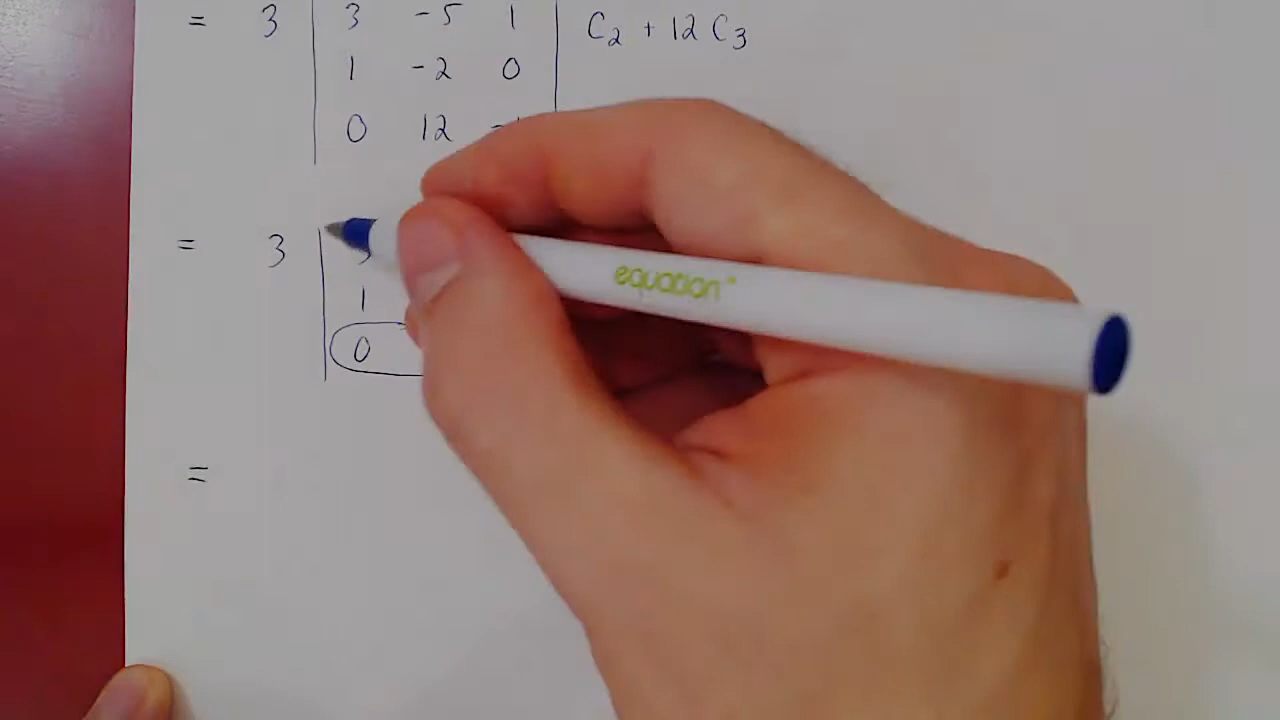 = 3 | 3 -5 1 | C₂ + 12 C₃
1 -2 0
0 12
= 3 |
1
0
=
equation